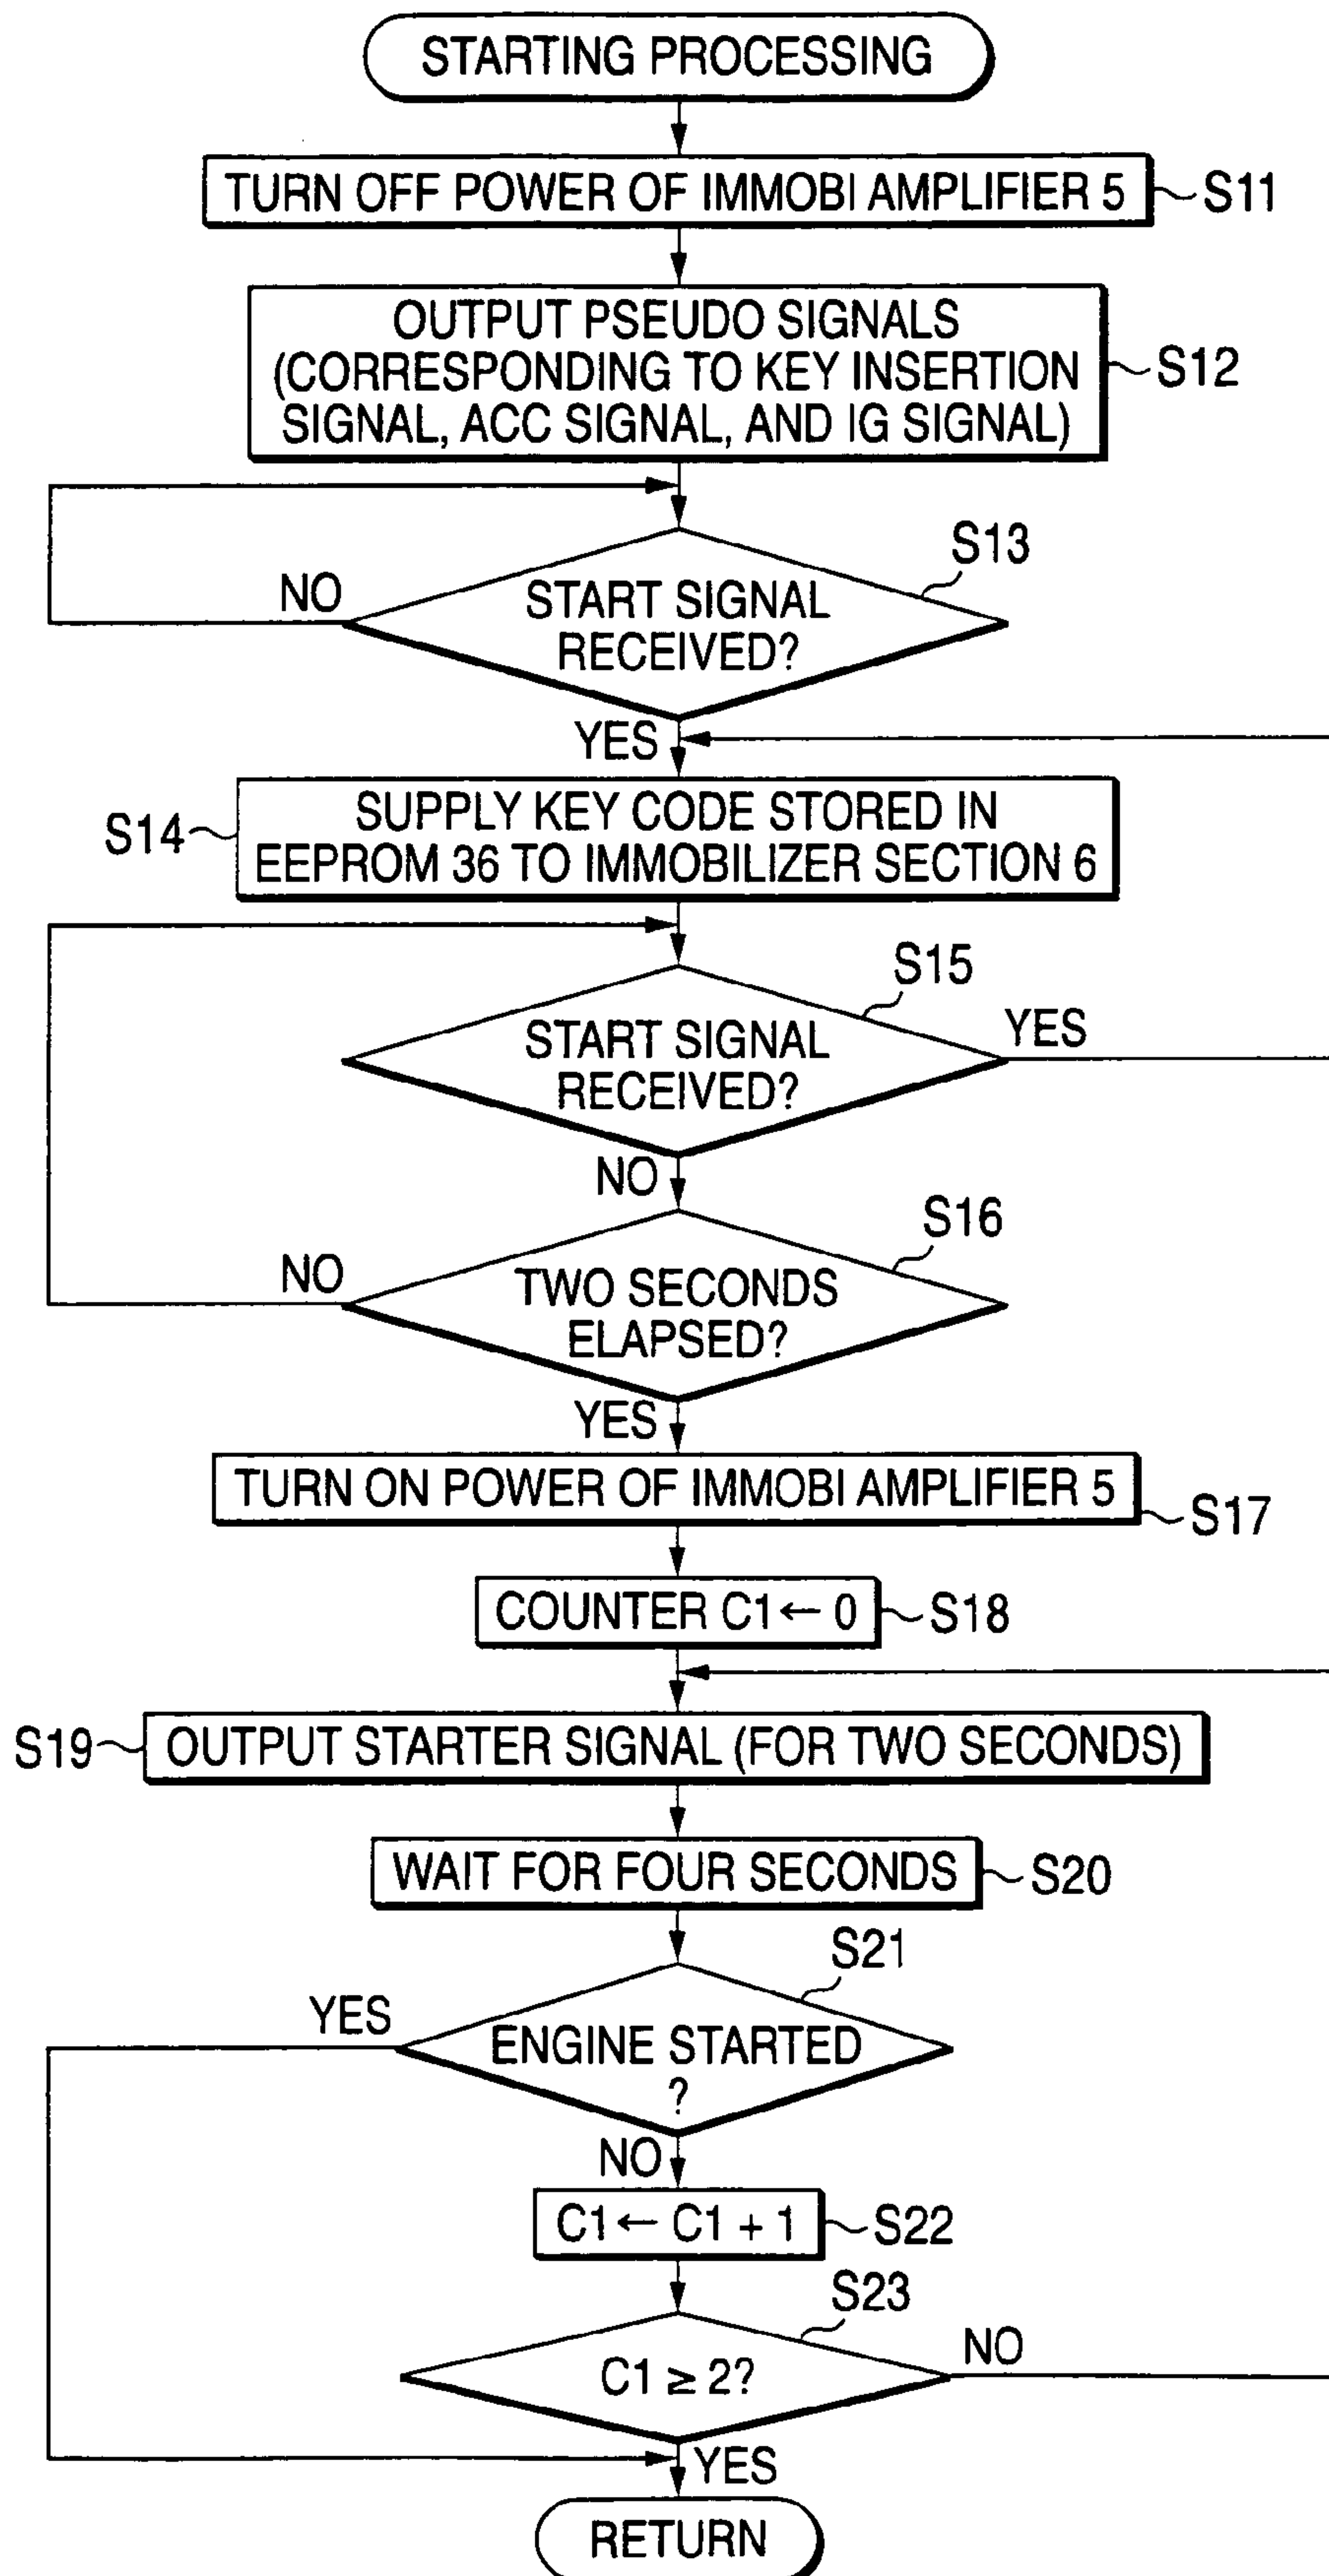 STARTING PROCESSING
TURN OFF POWER OF IMMOBI AMPLIFIER 5
S11
OUTPUT PSEUDO SIGNALS
(CORRESPONDING TO KEY INSERTION
SIGNAL, ACC SIGNAL, AND IG SIGNAL)
S12
S13
NO
START SIGNAL
RECEIVED?
YES
S14
SUPPLY KEY CODE STORED IN
EEPROM 36 TO IMMOBILIZER SECTION 6
S15
START SIGNAL
RECEIVED?
YES
NO
S16
NO
TWO SECONDS
ELAPSED?
YES
TURN ON POWER OF IMMOBI AMPLIFIER 5
S17
COUNTER C1 ← 0
S18
S19
OUTPUT STARTER SIGNAL (FOR TWO SECONDS)
WAIT FOR FOUR SECONDS
S20
S21
YES
ENGINE STARTED
?
NO
C1 ← C1 + 1
S22
S23
C1 ≥ 2?
NO
YES
RETURN